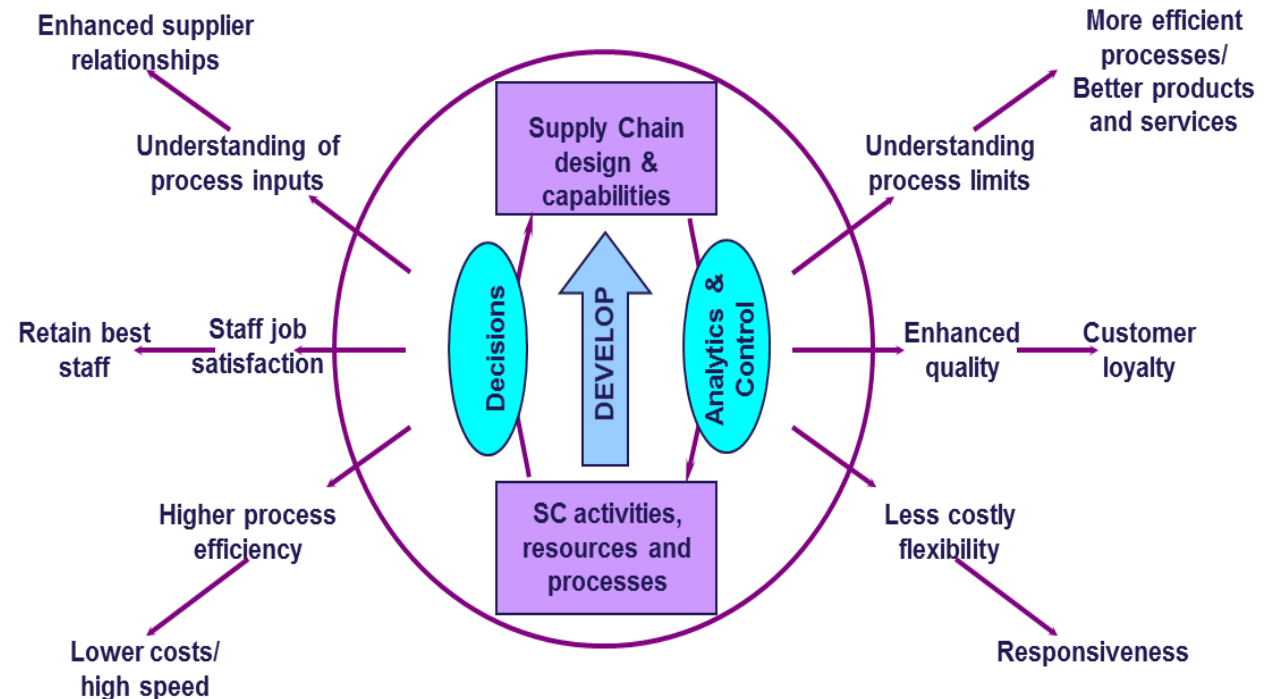 Enhanced supplier
relationships
Understanding of
process inputs
Retain best
staff
Staff job
satisfaction
Higher process
efficiency
Lower costs/
high speed
Supply Chain
design &
capabilities
Decisions
DEVELOP
Analytics &
Control
SC activities,
resources and
processes
More efficient
processes/
Better products
and services
Understanding
process limits
Enhanced
quality
Customer
loyalty
Less costly
flexibility
Responsiveness